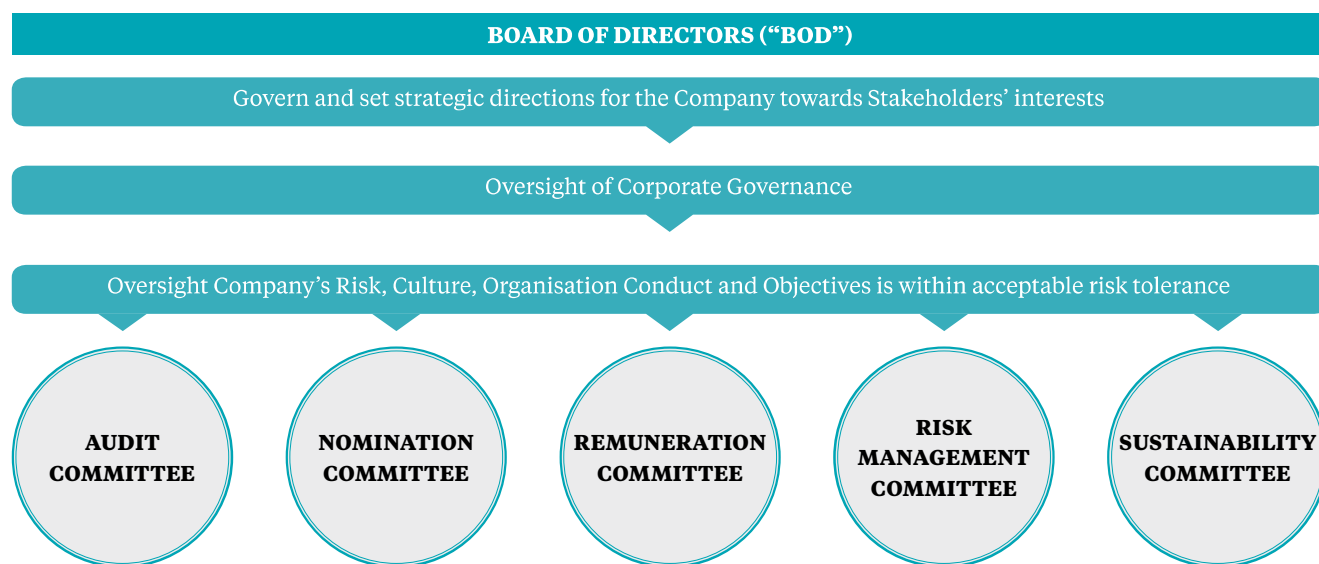 BOARD OF DIRECTORS (“BOD”)
Govern and set strategic directions for the Company towards Stakeholders’ interests
Oversight of Corporate Governance
Oversight Company’s Risk, Culture, Organisation Conduct and Objectives is within acceptable risk tolerance
AUDIT
COMMITTEE
NOMINATION
COMMITTEE
REMUNERATION
COMMITTEE
RISK
MANAGEMENT
COMMITTEE
SUSTAINABILITY
COMMITTEE